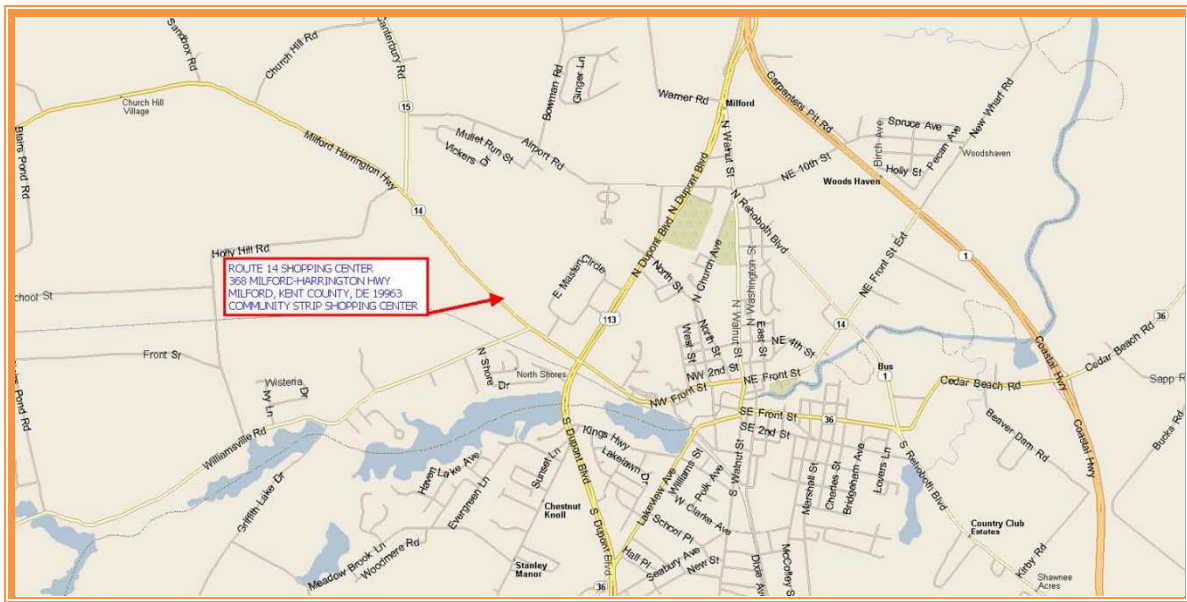 Sandbox Rd
Church Hill Rd
Canterbury Rd
Church Hill
Village
Blairs Pond Rd
Milford Harrington Hwy
15
14
Mullet Run St
Vickers Dr
Airport Rd
Bowman Rd
Ginger Ln
Warner Rd
Milford
N Walnut St
N Dupont Blvd
N Dupont Blvd
N Dupont Blvd
Carpenters Pit Rd
Birch Ave
Spruce Ave
Pecan Ave
New Wharf Rd
Woodshaven
Holly St
Woods Haven
NE 10th St
N Rehoboth Blvd
NE Front St Ext
1
Holly Hill Rd
ROUTE 14 SHOPPING CENTER
368 MILFORD-HARRINGTON HWY
MILFORD, KENT COUNTY, DE 19963
COMMUNITY STRIP SHOPPING CENTER
E Masten Circle
113
North St
N Church Ave
N Washington St
N Walnut St
North St
West St
East St
NE 4th St
NW 2nd St
NE Front St
NW Front St
14
Bus
1
36
Cedar Beach Rd
Cedar Beach Rd
Coastal Hwy
Coastal Hwy
Sapp R
Bucks Rd
Beaver Dam Rd
chool St
Front St
Pond Rd
Wisteria Dr
Ivy Ln
N Shore Dr
North Shores
Williamsville Rd
Griffith Lake Dr
Haven Lake Ave
Evergreen Ln
Sunset Ln
Kings Hwy
Lakelawn Dr
S Dupont Blvd
S Dupont Blvd
Lakeview Ave
Williams St
Polk Ave
S Walnut St
SE Front St
SE 2nd St
36
Marshall St
Charles St
Bridgeham Ave
Lovers Ln
S Rehoboth Blvd
Chestnut
Knoll
Meadow Brook Ln
Woodmere Rd
Stanley
Manor
36
Hall Pl
School Pl
S W Clarke Ave
Seabury Ave
New St
Dixie Ave
McColley St
Country Club
Estates
Kirby Rd
Shawnee
Acres